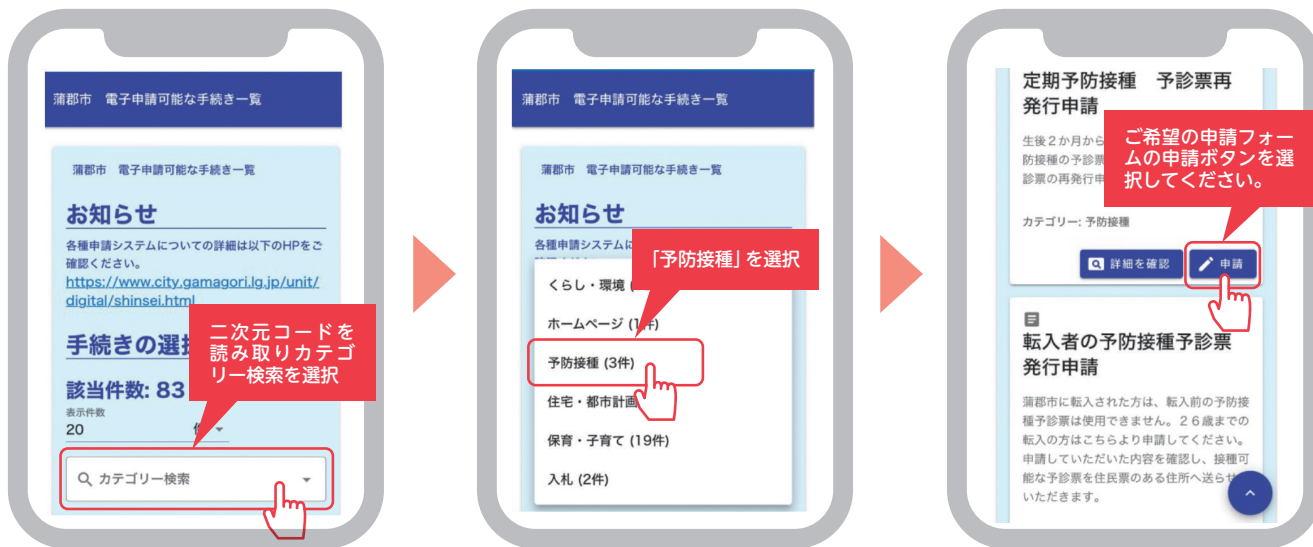 蒲郡市 電子申請可能な手続き一覧
蒲郡市 電子申請可能な手続き一覧
お知らせ
各種申請システムについての詳細は以下のHPをご
確認ください。
https://www.city.gamagori.lg.jp/unit/
digital/shinsei.html
手続きの選
二次元コードを
読み取りカテゴ
リー検索を選択
該当件数: 83
表示件数
20
カテゴリー検索
蒲郡市 電子申請可能な手続き一覧
蒲郡市 電子申請可能な手続き一覧
お知らせ
各種申請システムに
「予防接種」を選択
くらし・環境 (
ホームページ (1件)
予防接種 (3件)
住宅・都市計画
保育・子育て (19件)
入札 (2件)
定期予防接種 予診票再
発行申請
生後2か月から
防接種の予診票
診票の再発行申
ご希望の申請フォー
ムの申請ボタンを選
択してください。
カテゴリー: 予防接種
詳細を確認 申請
転入者の予防接種予診票
発行申請
蒲郡市に転入された方は、転入前の予防接
種予診票は使用できません。26歳までの
転入の方はこちらより申請してください。
申請していただいた内容を確認し、接種可
能な予診票を住民票のある住所へ送らせ
いただきます。